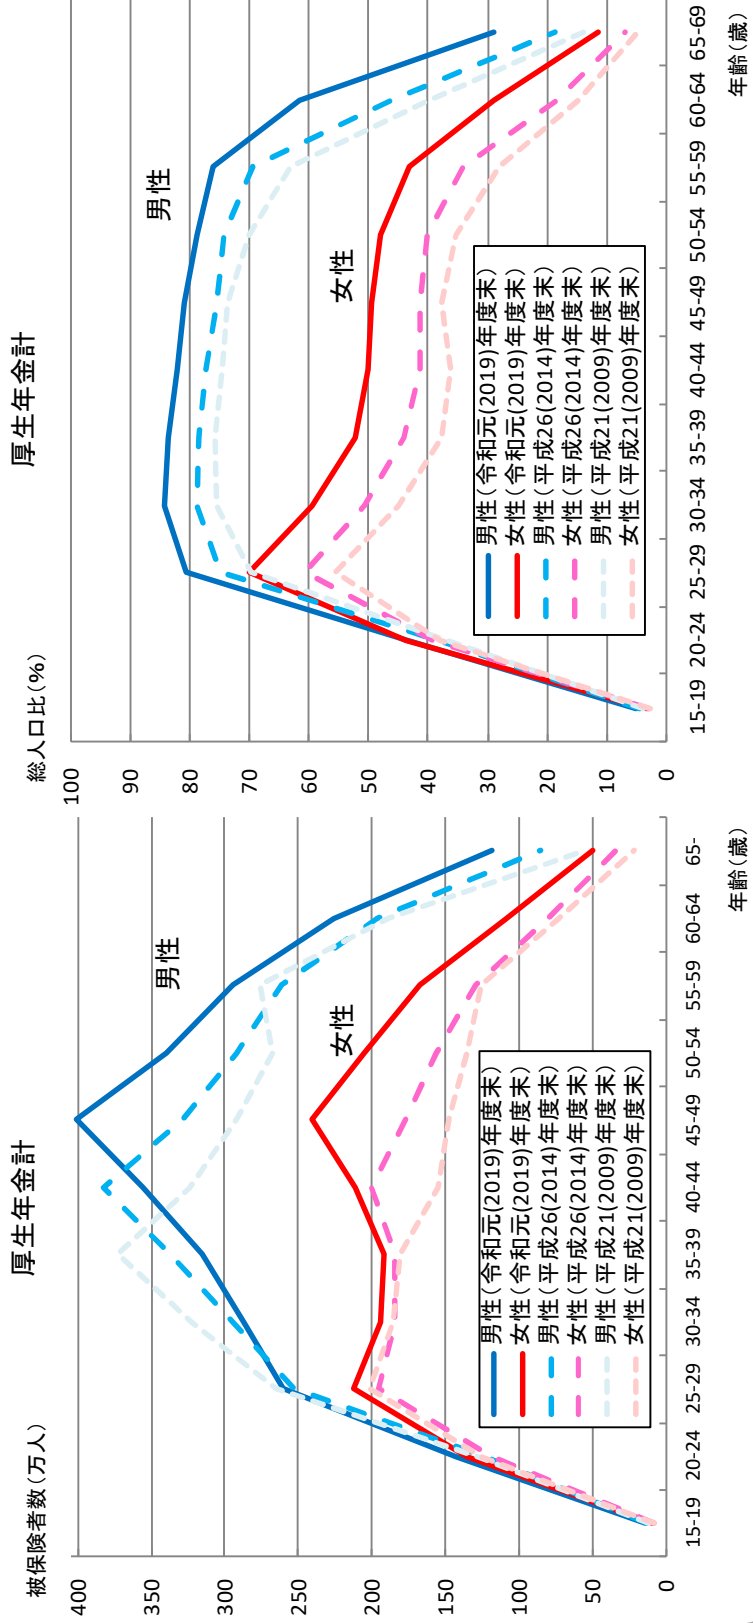 厚生年金計
被保険者数(万人)
400
350
300
250
200
150
100
50
0
15-19
20-24
25-29
30-34
35-39
40-44
45-49
50-54
55-59
60-64
65-
年齢(歳)
男性
女性
男性(令和元(2019)年度末)
女性(令和元(2019)年度末)
男性(平成26(2014)年度末)
女性(平成26(2014)年度末)
男性(平成21(2009)年度末)
女性(平成21(2009)年度末)
厚生年金計
総人口比(%)
100
90
80
70
60
50
40
30
20
10
0
15-19
20-24
25-29
30-34
35-39
40-44
45-49
50-54
55-59
60-64
65-69
年齢(歳)
男性
女性
男性(令和元(2019)年度末)
女性(令和元(2019)年度末)
男性(平成26(2014)年度末)
女性(平成26(2014)年度末)
男性(平成21(2009)年度末)
女性(平成21(2009)年度末)